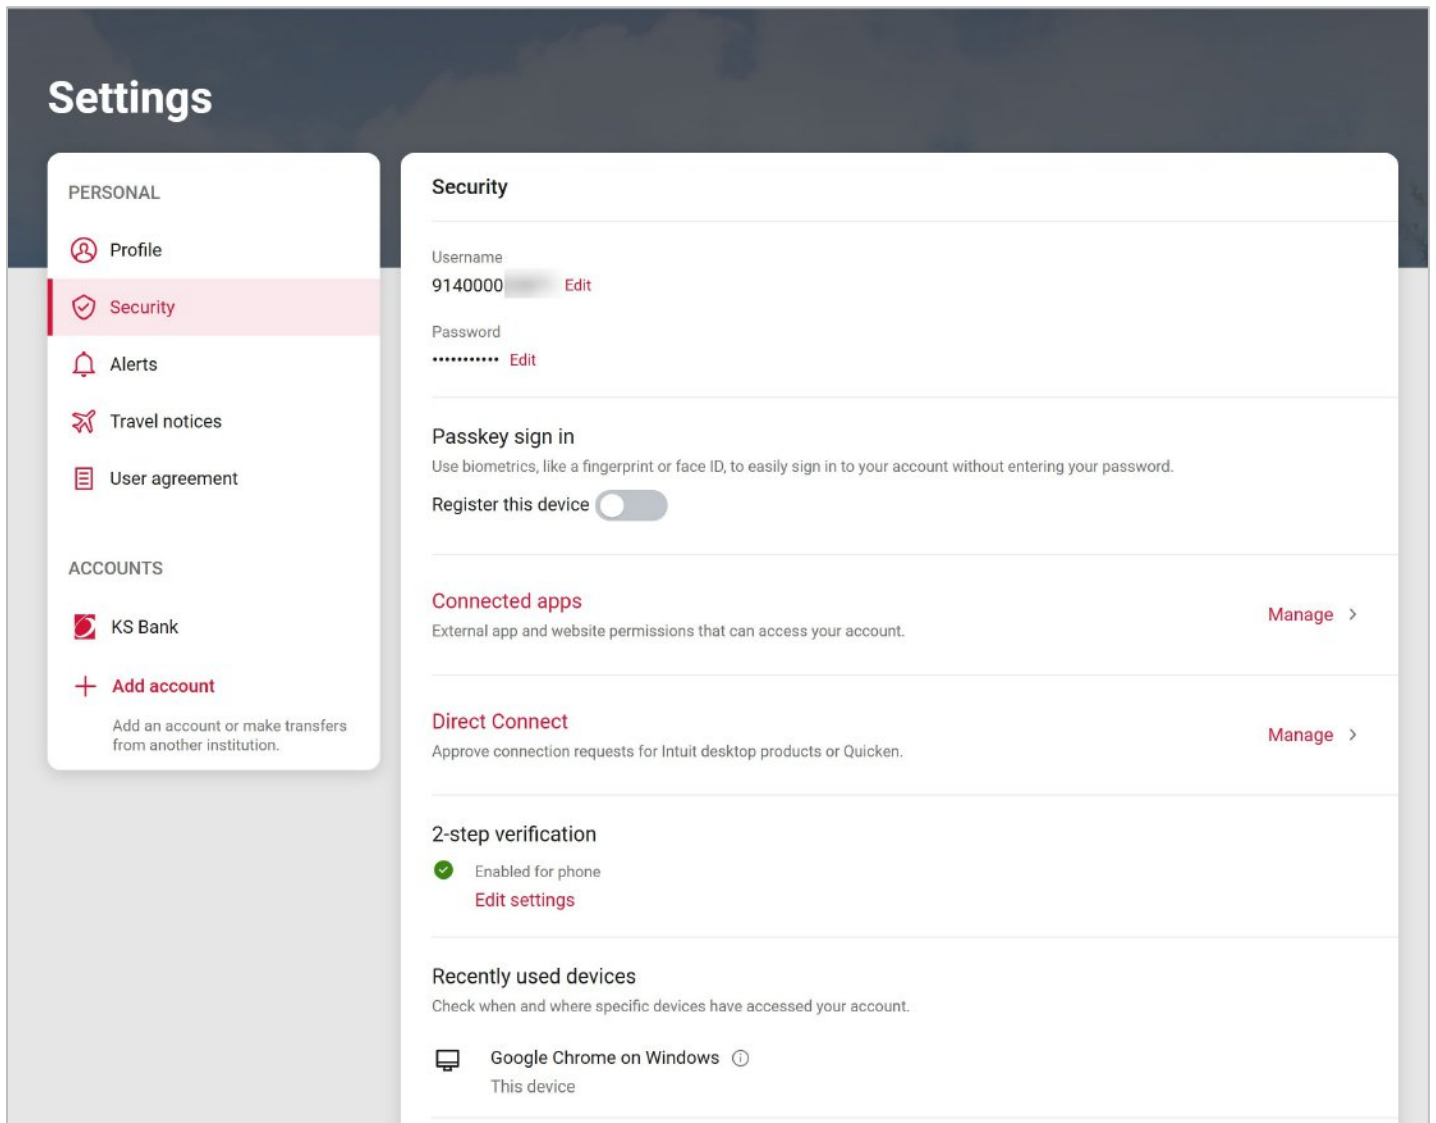 Settings
PERSONAL
Profile
Security
Alerts
Travel notices
User agreement
ACCOUNTS
KS Bank
Add account
Add an account or make transfers
from another institution.
Security
Username
9140000 Edit
Password
••••••••••• Edit
Passkey sign in
Use biometrics, like a fingerprint or face ID, to easily sign in to your account without entering your password.
Register this device
Connected apps
External app and website permissions that can access your account.
Manage
Direct Connect
Approve connection requests for Intuit desktop products or Quicken.
Manage
2-step verification
Enabled for phone
Edit settings
Recently used devices
Check when and where specific devices have accessed your account.
Google Chrome on Windows
This device